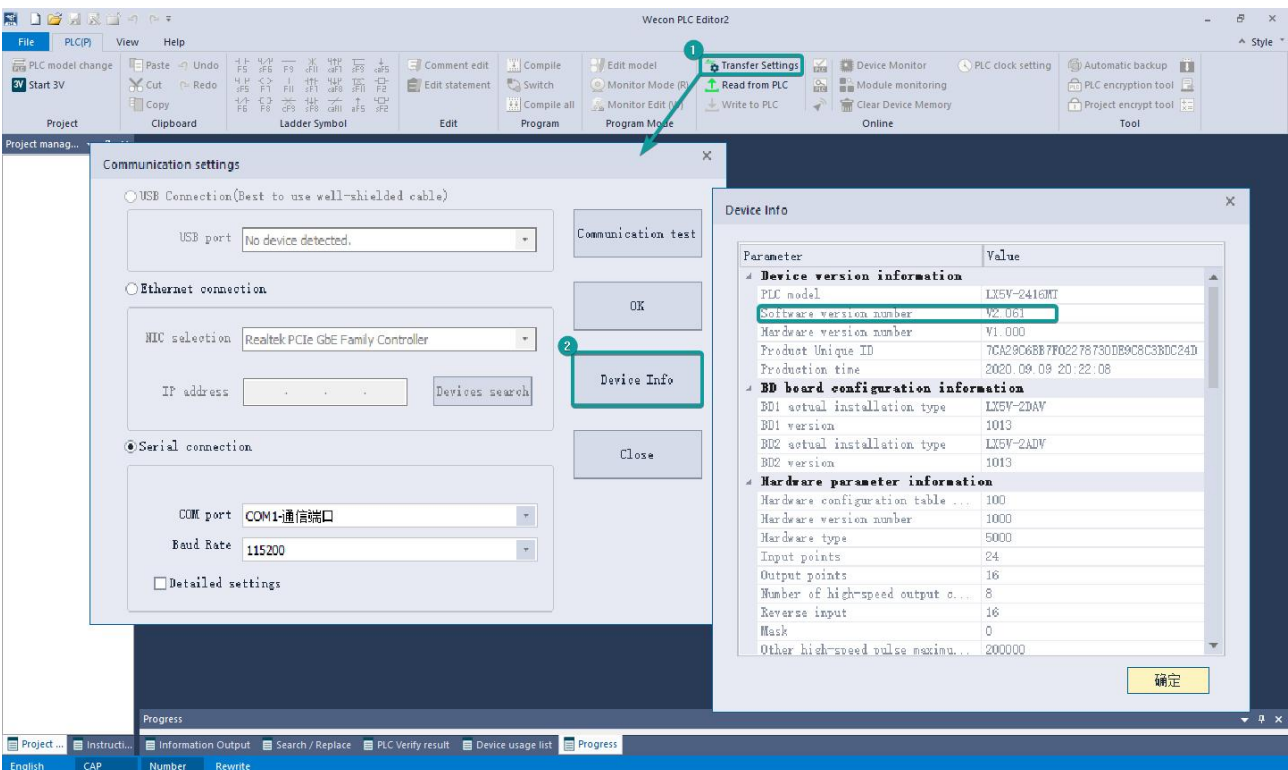 Wecon PLC Editor2
File PLC(P) View Help
Style
1
PLC model change
Start 3V
Project
Paste Undo
Cut Redo
Copy
Clipboard
Ladder Symbol
Comment edit
Edit statement
Edit
Compile
Switch
Compile all
Program
Edit model
Monitor Mode (R)
Monitor Edit
Program Mode
Transfer Settings
Read from PLC
Write to PLC
Device Monitor
Module monitoring
Clear Device Memory
PLC clock setting
Online
Automatic backup
PLC encryption tool
Project encrypt tool
Tool
Project manag...
Communication settings
USB Connection(Best to use well-shielded cable)
USB port No device detected.
Communication test
Ethernet connection
OK
NIC selection Realtek PCIe GbE Family Controller
2
Device Info
IP address . . . Devices search
Serial connection
Close
COM port COM1-通信端口
Baud Rate 115200
Detailed settings
Device Info
Parameter Value
Device version information
PLC model LX5V-2416MT
Software version number V2.061
Hardware version number V1.000
Product Unique ID 7CA29C6BB7F02278730DE9C8C3BDC24D
Production time 2020.09.09 20:22:08
BD board configuration information
BD1 actual installation type LX5V-2DAV
BD1 version 1013
BD2 actual installation type LX5V-2ADV
BD2 version 1013
Hardware parameter information
Hardware configuration table ... 100
Hardware version number 1000
Hardware type 5000
Input points 24
Output points 16
Number of high-speed output c... 8
Reverse input 16
Mask 0
Other high-speed pulse maximu... 200000
确定
Progress
Project ... Instructi... Information Output Search / Replace PLC Verify result Device usage list Progress
English CAP Number Rewrite